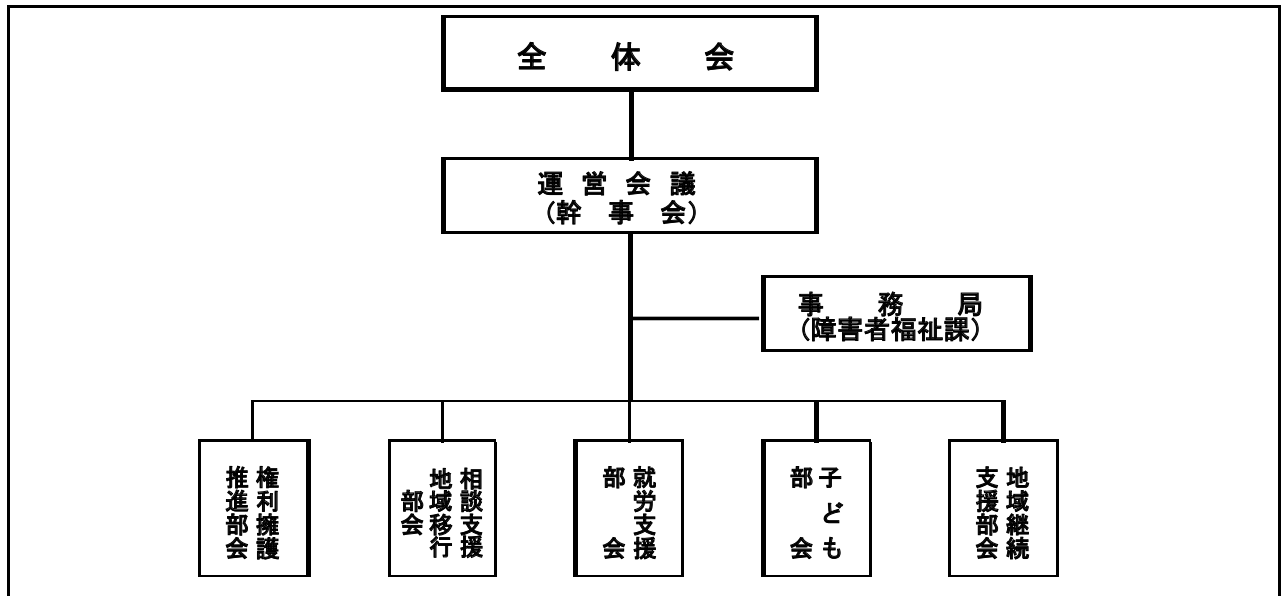 全体会
運営会議
（幹事会）
事務局
（障害者福祉課）
権利擁護
推進部会
相談支援
地域移行
部会
就労支援
部会
子ども
部会
地域継続
支援部会